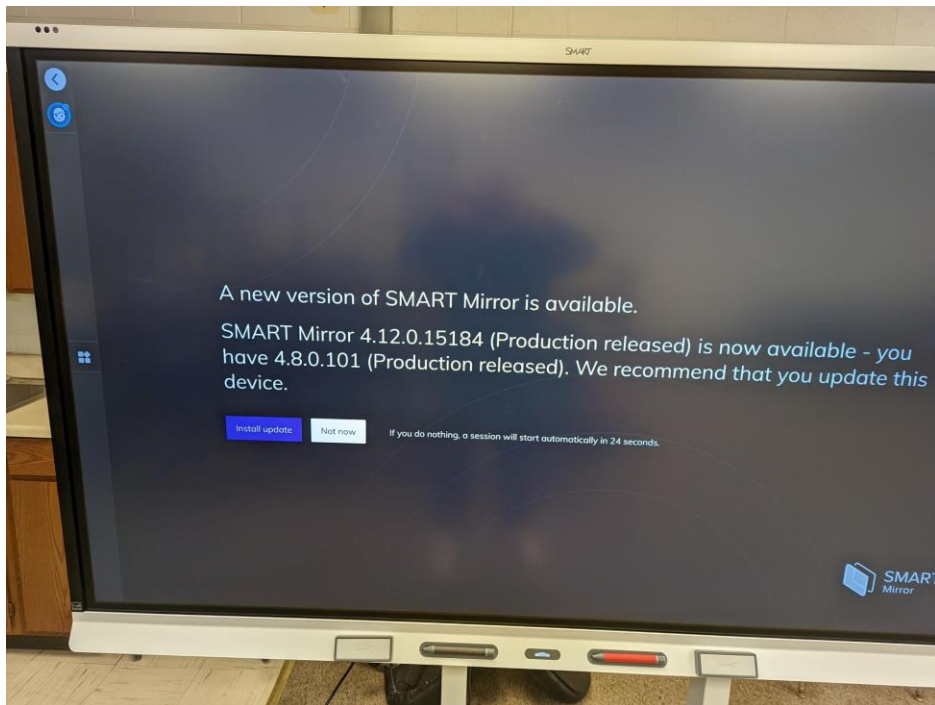 SMART
A new version of SMART Mirror is available.
SMART Mirror 4.12.0.15184 (Production released) is now available - you
have 4.8.0.101 (Production released). We recommend that you update this
device.
Install update
Not now
If you do nothing, a session will start automatically in 24 seconds.
SMART
Mirror